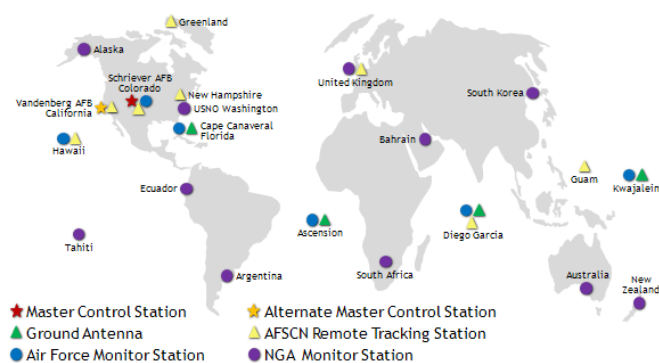 Greenland
Alaska
Schriever AFB
Colorado
New Hampshire
USNO Washington
Vandenberg AFB
California
Cape Canaveral
Florida
Hawaii
United Kingdom
South Korea
Bahrain
Guam
Kwajalein
Ecuador
Ascension
Diego Garcia
Tahiti
Argentina
South Africa
Australia
New
Zealand
Master Control Station
Alternate Master Control Station
Ground Antenna
AFSCN Remote Tracking Station
Air Force Monitor Station
NGA Monitor Station